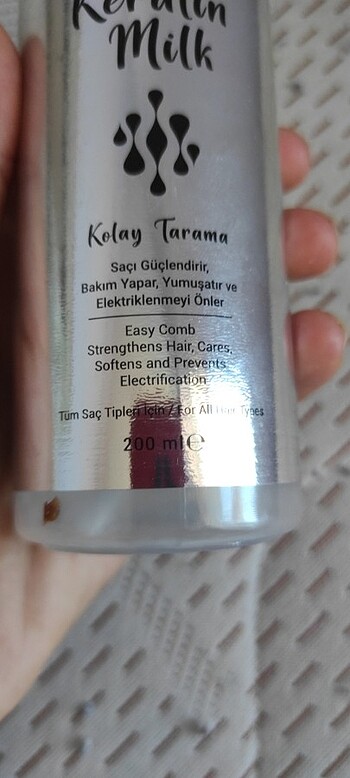 Keratin
Milk
Kolay Tarama
Saçı Güçlendirir,
Bakım Yapar, Yumuşatır ve
Elektriklenmeyi Önler
Easy Comb
Strengthens Hair, Cares,
Softens and Prevents
Electrification
Tüm Saç Tipleri İçin / For All Hair Types
200 ml ℮